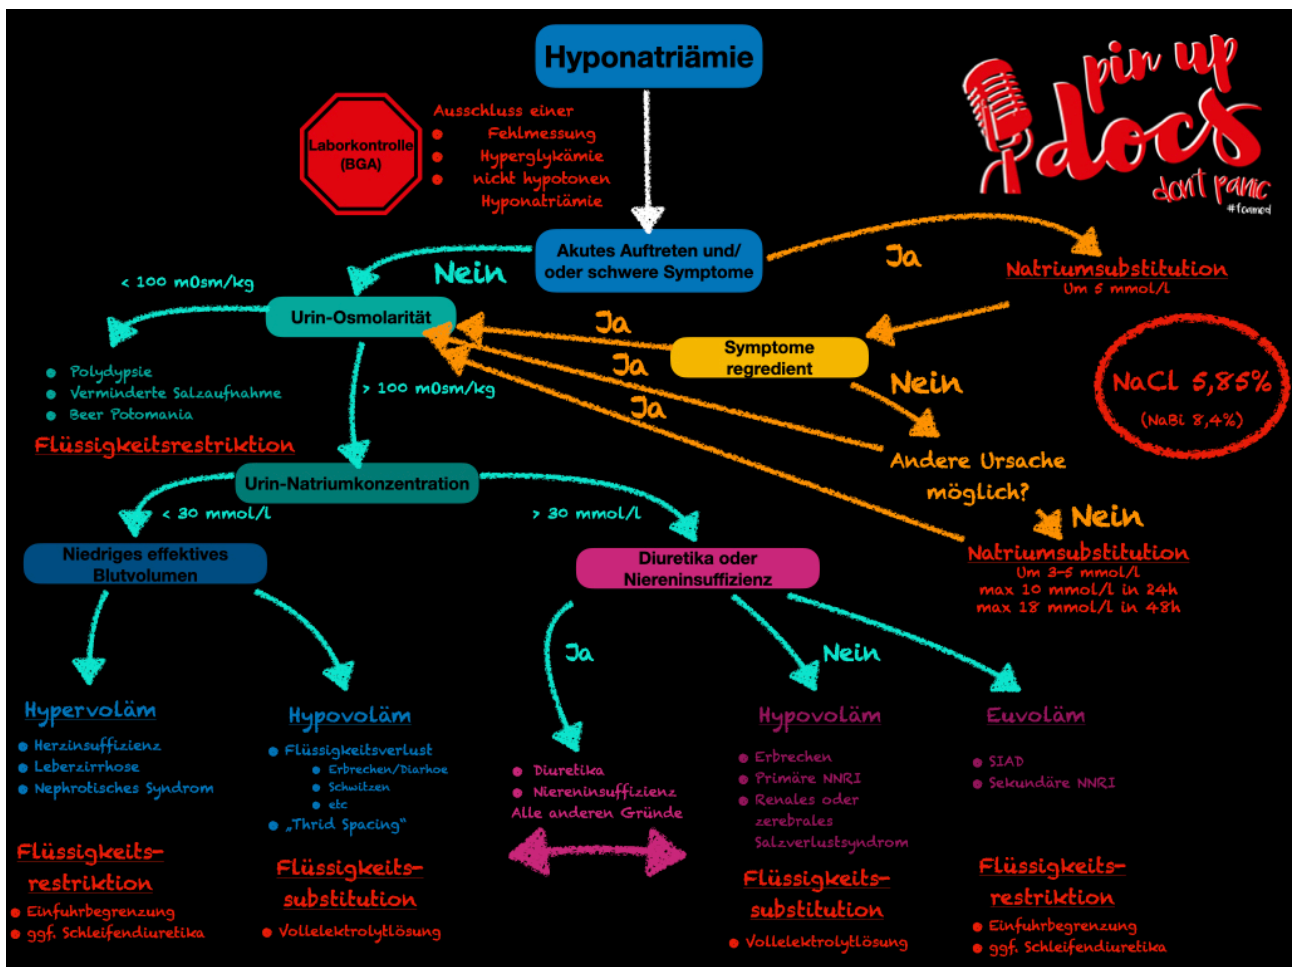 Hyponatriämie
pin up
docs
don't panic
#foamed
Laborkontrolle
(BGA)
Ausschluss einer
Fehlmessung
Hyperglykämie
nicht hypotonen
Hyponatriämie
Akutes Auftreten und/
oder schwere Symptome
Nein
Ja
Natriumsubstitution
Um 5 mmol/l
< 100 mOsm/kg
Urin-Osmolarität
Ja
Symptome
regredient
Ja
Nein
Ja
NaCl 5,85%
(NaBi 8,4%)
Polydypsie
Verminderte Salzaufnahme
Beer Potomania
Flüssigkeitsrestriktion
> 100 mOsm/kg
Andere Ursache
möglich?
Nein
Natriumsubstitution
Um 3-5 mmol/l
max 10 mmol/l in 24h
max 18 mmol/l in 48h
Urin-Natriumkonzentration
< 30 mmol/l
> 30 mmol/l
Niedriges effektives
Blutvolumen
Diuretika oder
Niereninsuffizienz
Ja
Nein
Hypervoläm
Herzinsuffizienz
Leberzirrhose
Nephrotisches Syndrom
Flüssigkeits-
restriktion
Einfuhrbegrenzung
ggf. Schleifendiuretika
Hypovoläm
Flüssigkeitsverlust
Erbrechen/Diarhoe
Schwitzen
etc
„Thrid Spacing“
Flüssigkeits-
substitution
Vollelektrolytlösung
Diuretika
Niereninsuffizienz
Alle anderen Gründe
Hypovoläm
Erbrechen
Primäre NNRI
Renales oder
zerebrales
Salzverlustsyndrom
Flüssigkeits-
substitution
Vollelektrolytlösung
Euvoläm
SIAD
Sekundäre NNRI
Flüssigkeits-
restriktion
Einfuhrbegrenzung
ggf. Schleifendiuretika